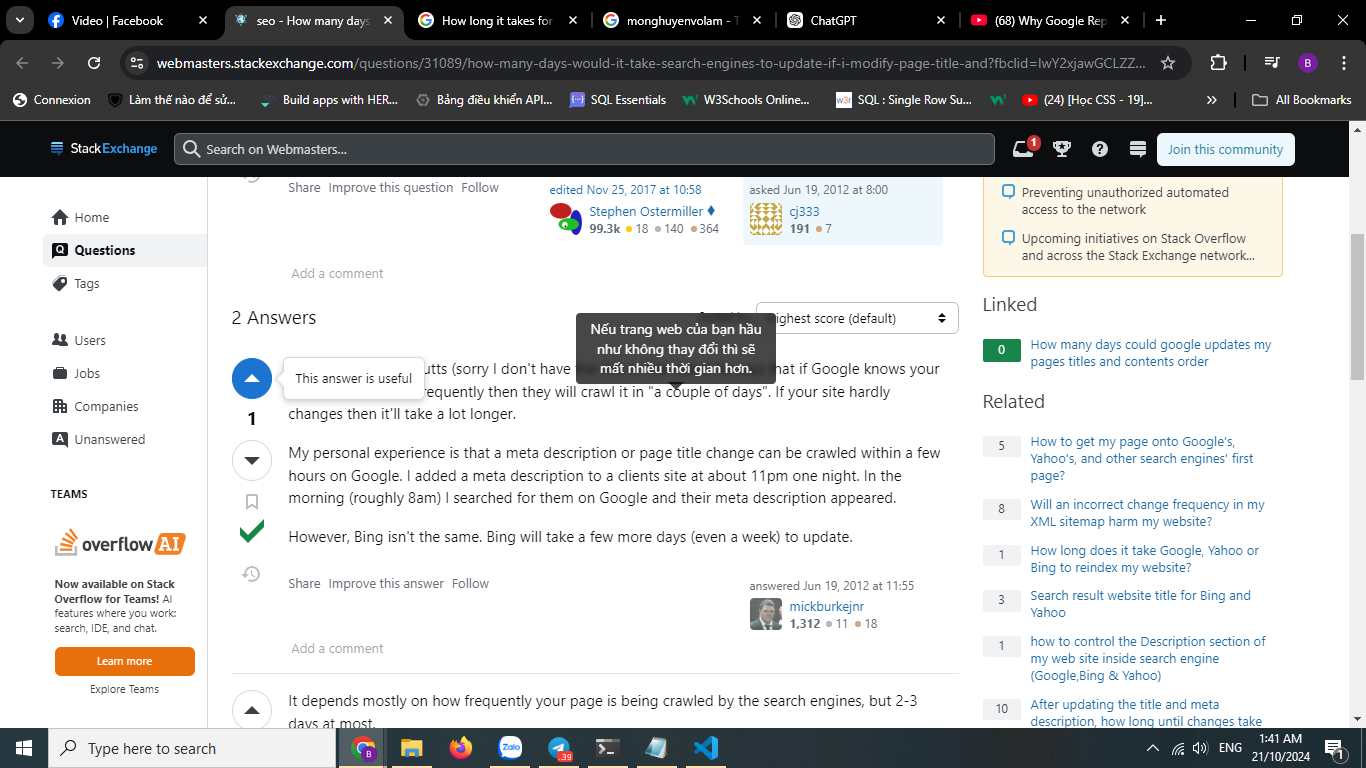 Video | Facebook
seo - How many days
How long it takes for
monghuyenvolam - T
ChatGPT
(68) Why Google Rep
webmasters.stackexchange.com/questions/31089/how-many-days-would-it-take-search-engines-to-update-if-i-modify-page-title-and?fbclid=IwY2xjawGCLZZ...
B
Connexion
Làm thế nào để sử...
Build apps with HER...
Bảng điều khiển API...
SQL Essentials
W3Schools Online...
SQL : Single Row Su...
(24) [Học CSS - 19]...
All Bookmarks
StackExchange
Search on Webmasters...
1
Join this community
Share Improve this question Follow
edited Nov 25, 2017 at 10:58
Stephen Ostermiller ♦
99.3k 18 140 364
asked Jun 19, 2012 at 8:00
cj333
191 7
Add a comment
Home
Questions
Tags
Users
Jobs
Companies
Unanswered
TEAMS
overflowAI
Now available on Stack
Overflow for Teams! AI
features where you work:
search, IDE, and chat.
Learn more
Explore Teams
2 Answers
Highest score (default)
Nếu trang web của bạn hầu
như không thay đổi thì sẽ
mất nhiều thời gian hơn.
This answer is useful
1
utts (sorry I don't have that if Google knows your
equently then they will crawl it in "a couple of days". If your site hardly
changes then it'll take a lot longer.
My personal experience is that a meta description or page title change can be crawled within a few
hours on Google. I added a meta description to a clients site at about 11pm one night. In the
morning (roughly 8am) I searched for them on Google and their meta description appeared.
However, Bing isn't the same. Bing will take a few more days (even a week) to update.
Share Improve this answer Follow
answered Jun 19, 2012 at 11:55
mickburkejnr
1,312 11 18
Add a comment
It depends mostly on how frequently your page is being crawled by the search engines, but 2-3
days at most.
Preventing unauthorized automated
access to the network
Upcoming initiatives on Stack Overflow
and across the Stack Exchange network...
Linked
0 How many days could google updates my
pages titles and contents order
Related
5 How to get my page onto Google's,
Yahoo's, and other search engines' first
page?
8 Will an incorrect change frequency in my
XML sitemap harm my website?
1 How long does it take Google, Yahoo or
Bing to reindex my website?
3 Search result website title for Bing and
Yahoo
1 how to control the Description section of
my web site inside search engine
(Google,Bing & Yahoo)
10 After updating the title and meta
description, how long until changes take
Type here to search
B
Zalo
39
ENG
1:41 AM
21/10/2024
1